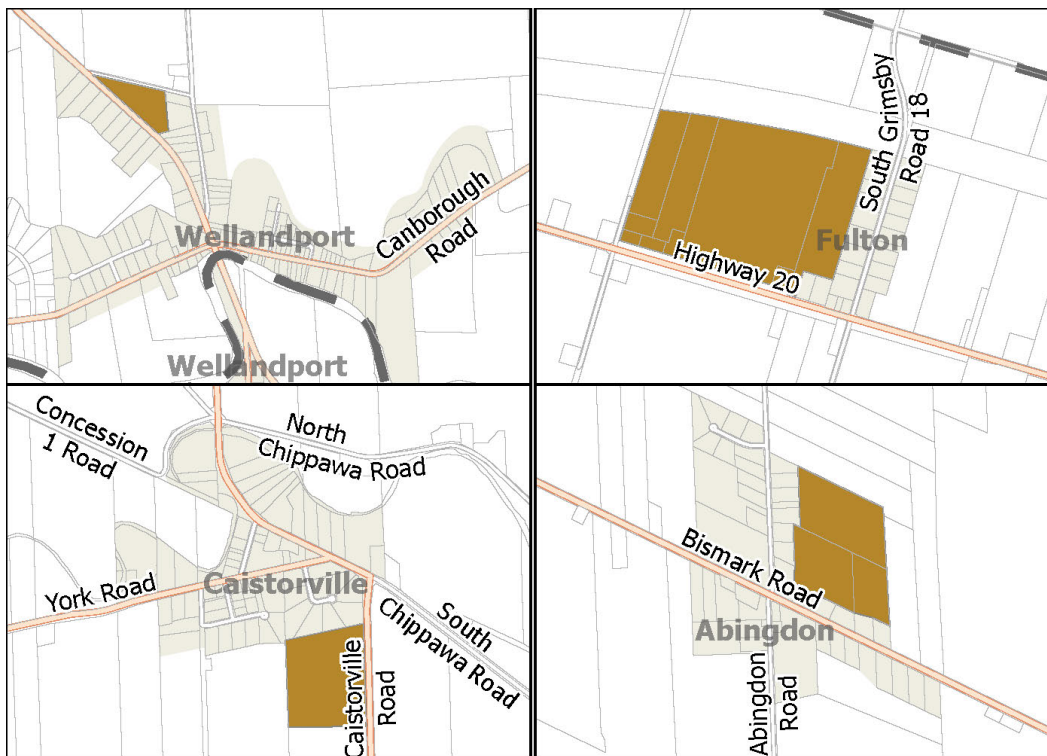 Wellandport
Canborough
Road
Wellandport
South Grimsby
Road 18
Fulton
Highway 20
Concession
1 Road
North
Chippawa Road
York Road
Caistorville
South
Chippawa Road
Caistorville
Road
Bismark Road
Abingdon
Abingdon
Road